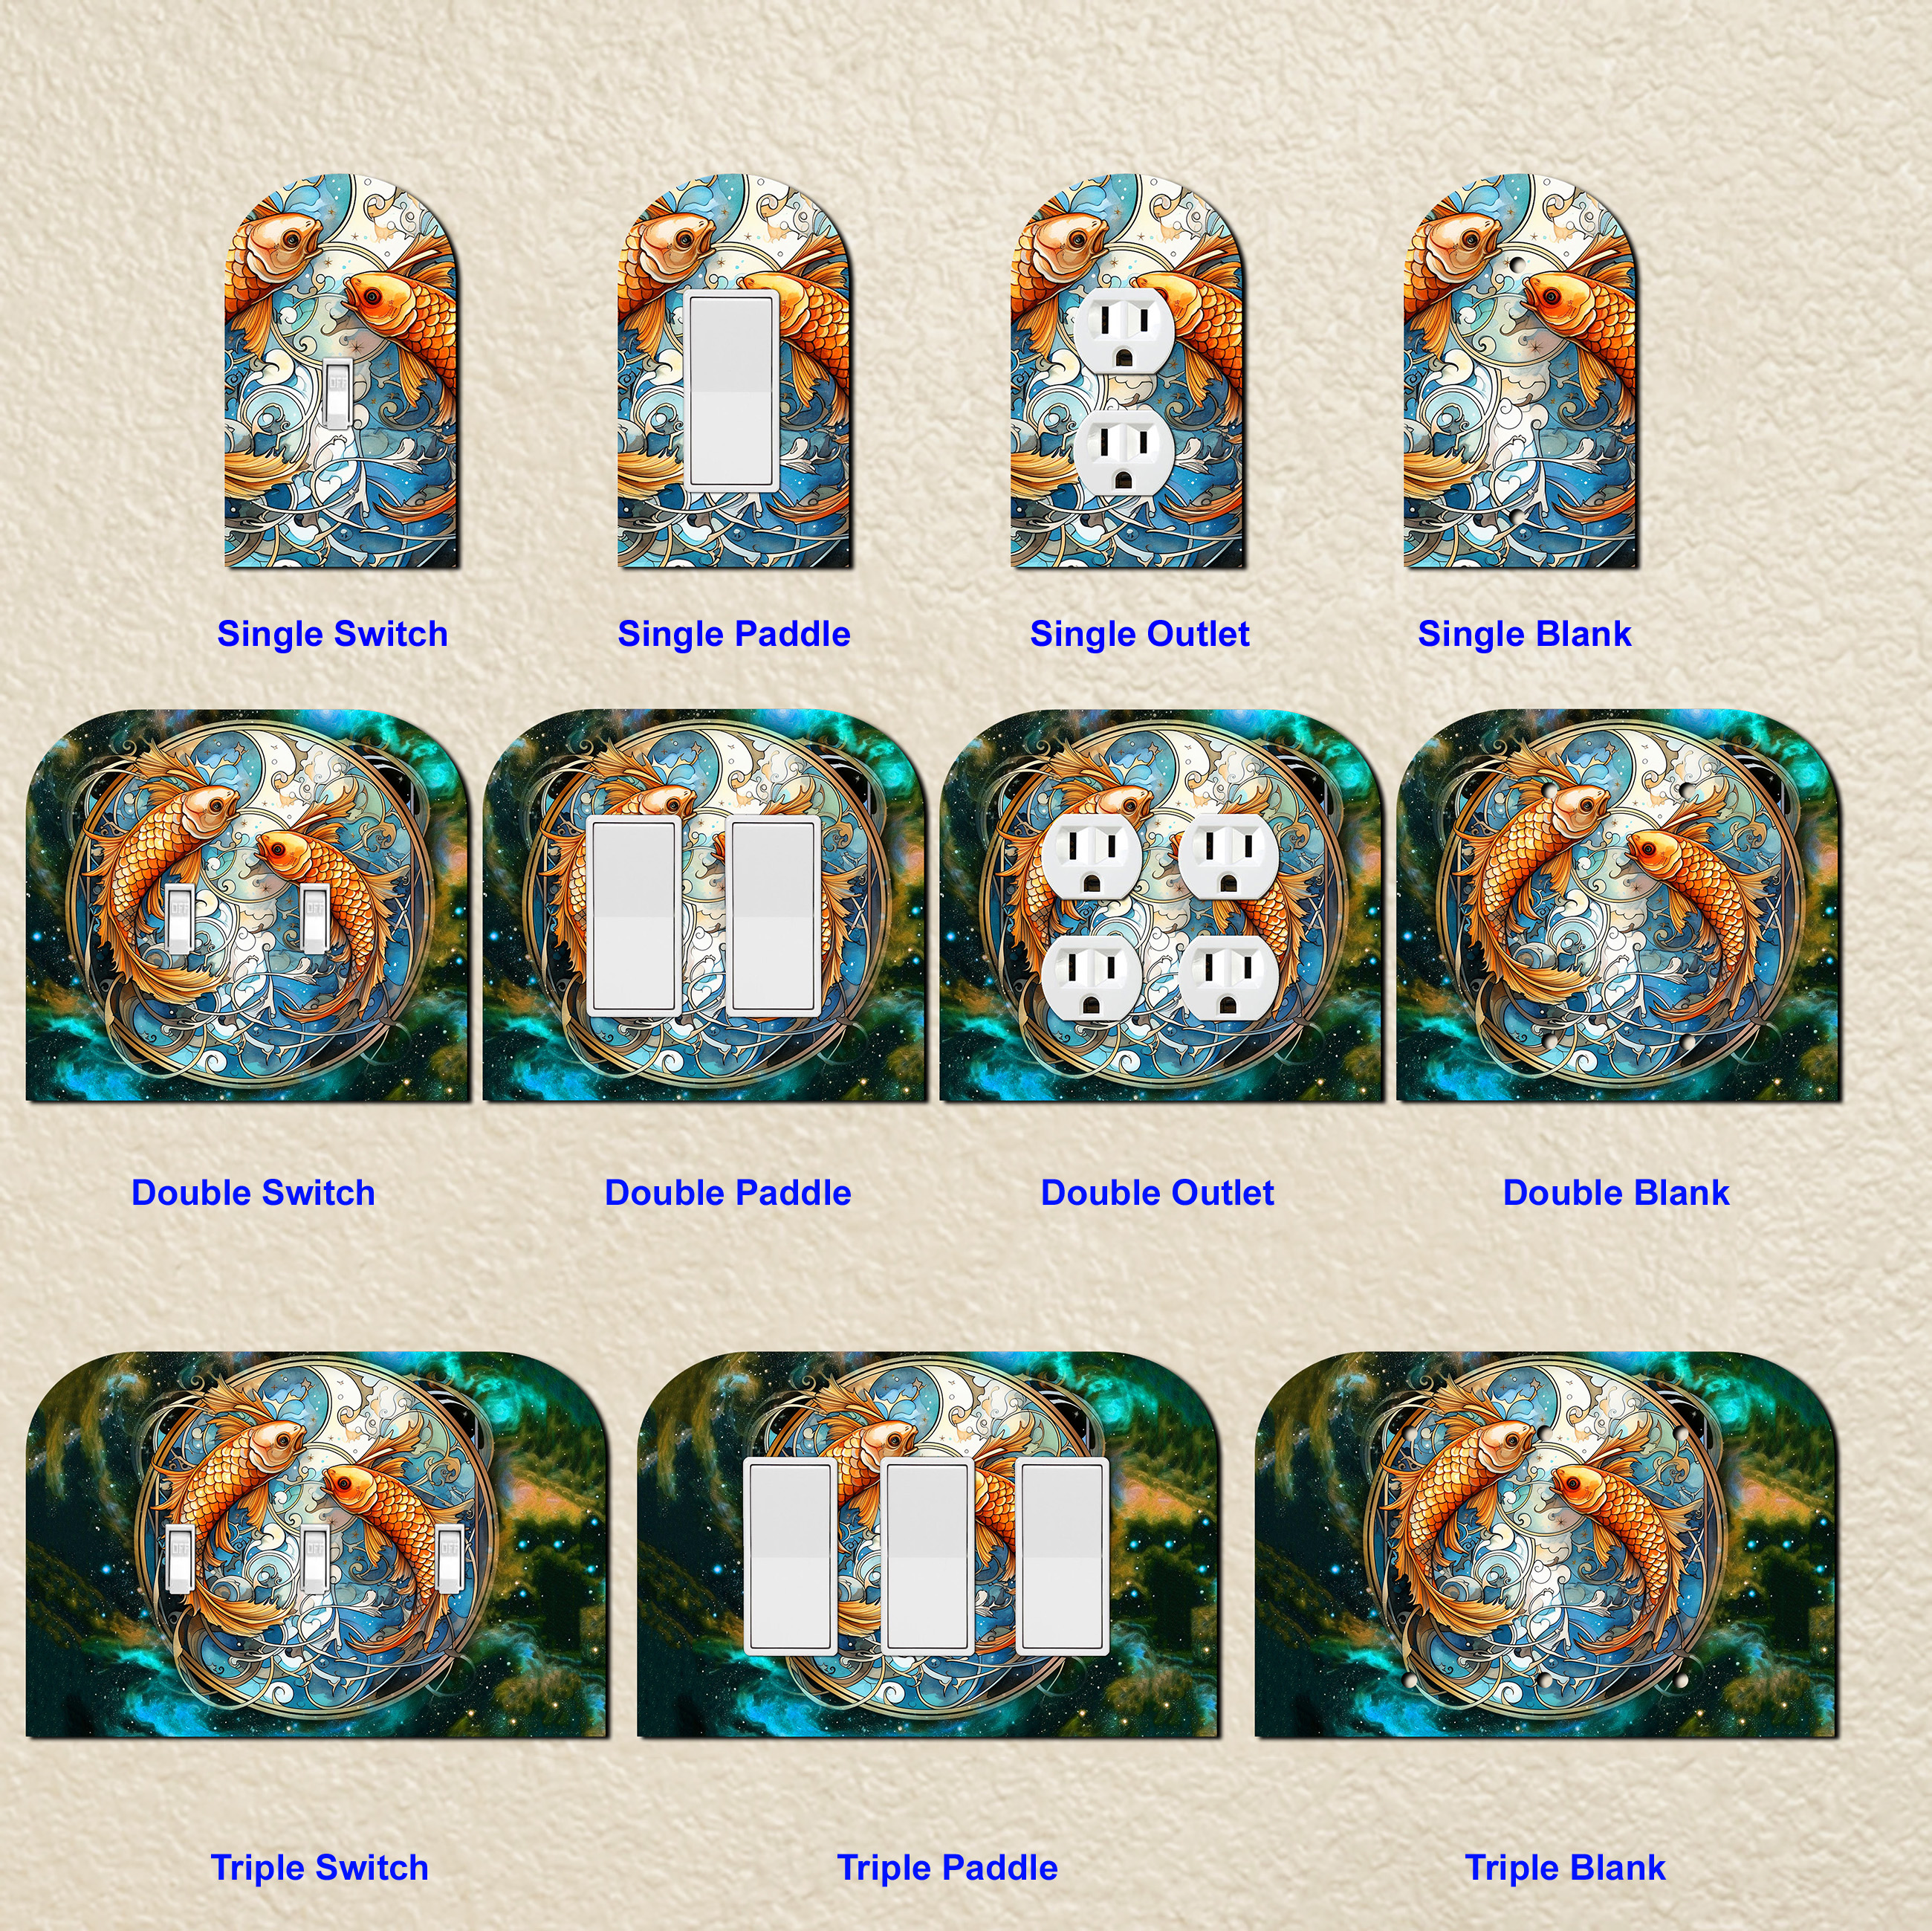 OFF
Single Switch
Single Paddle
Single Outlet
Single Blank
OFF
OFF
Double Switch
Double Paddle
Double Outlet
Double Blank
OFF
OFF
OFF
Triple Switch
Triple Paddle
Triple Blank